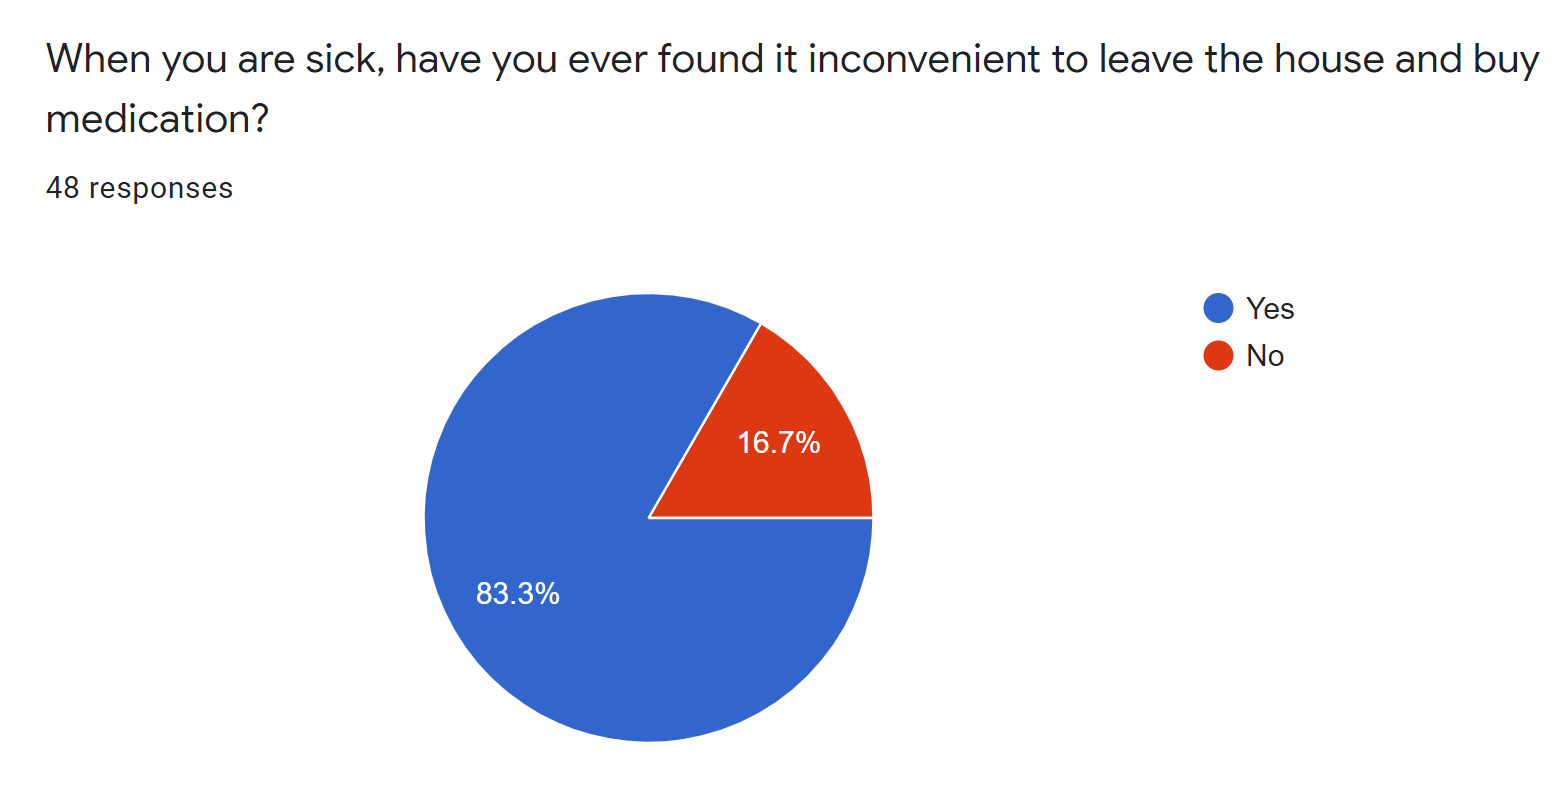 When you are sick, have you ever found it inconvenient to leave the house and buy
medication?
48 responses
Yes
No
16.7%
83.3%